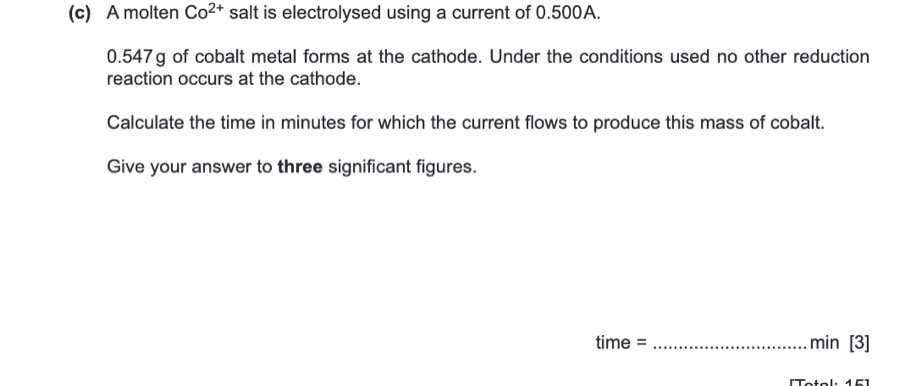 (c) A molten Co²⁺ salt is electrolysed using a current of 0.500A.
0.547g of cobalt metal forms at the cathode. Under the conditions used no other reduction
reaction occurs at the cathode.
Calculate the time in minutes for which the current flows to produce this mass of cobalt.
Give your answer to three significant figures.
time = .............................. min [3]
[Total: 15]